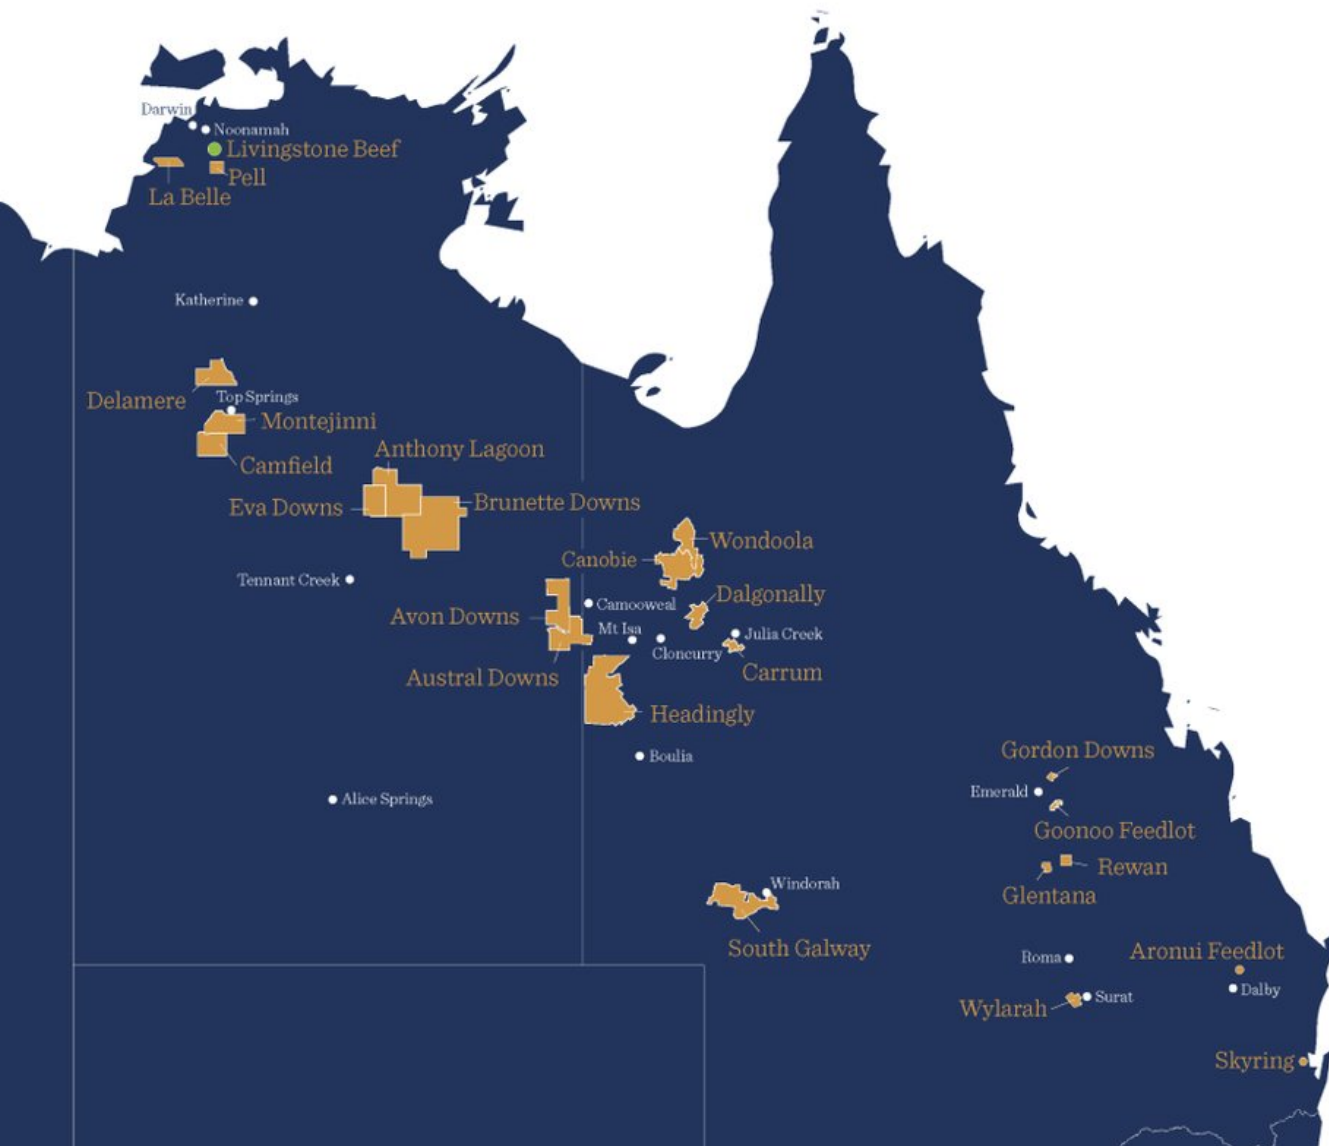 Darwin
Noonamah
Livingstone Beef
Pell
La Belle
Katherine
Delamere
Top Springs
Montejinni
Camfield
Anthony Lagoon
Eva Downs
Brunette Downs
Wondoola
Canobie
Tennant Creek
Dalgonally
Camooweal
Avon Downs
Mt Isa
Julia Creek
Cloncurry
Carrum
Austral Downs
Headingly
Gordon Downs
Boulia
Emerald
Alice Springs
Goonoo Feedlot
Rewan
Windorah
Glentana
South Galway
Aronui Feedlot
Roma
Dalby
Surat
Wylarah
Skyring